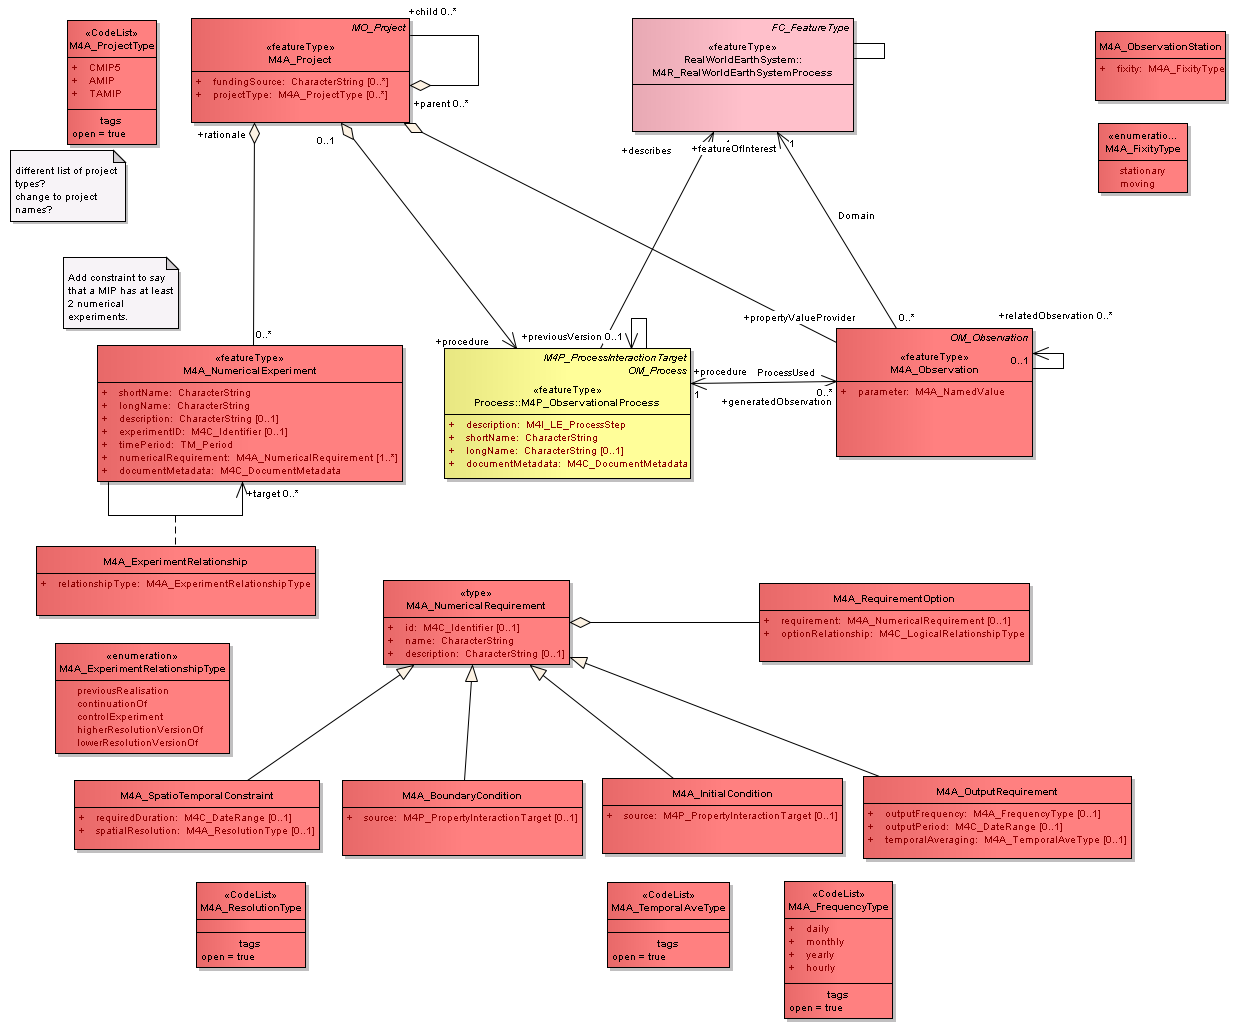 «CodeList»
M4A_ProjectType
+ CMIP5
+ AMIP
+ TAMIP
tags
open = true
different list of project
types?
change to project
names?
Add constraint to say
that a MIP has at least
2 numerical
experiments.
MO_Project
«featureType»
M4A_Project
+ fundingSource: CharacterString [0..*]
+ projectType: M4A_ProjectType [0..*]
+child 0..*
+parent 0..*
+rationale
0..1
0..*
FC_FeatureType
«featureType»
RealWorldEarthSystem::
M4R_RealWorldEarthSystemProcess
+describes
+featureOfInterest
1
Domain
0..*
M4A_ObservationStation
+ fixity: M4A_FixityType
«enumeratio...
M4A_FixityType
stationary
moving
+propertyValueProvider
+relatedObservation 0..*
0..1
+previousVersion 0..1
+procedure
«featureType»
M4A_NumericalExperiment
+ shortName: CharacterString
+ longName: CharacterString
+ description: CharacterString [0..1]
+ experimentID: M4C_Identifier [0..1]
+ timePeriod: TM_Period
+ numericalRequirement: M4A_NumericalRequirement [1..*]
+ documentMetadata: M4C_DocumentMetadata
+target 0..*
M4P_ProcessInteractionTarget
OM_Process
«featureType»
Process::M4P_ObservationalProcess
+ description: M4I_LE_ProcessStep
+ shortName: CharacterString
+ longName: CharacterString [0..1]
+ documentMetadata: M4C_DocumentMetadata
+procedure
ProcessUsed
1
0..*
+generatedObservation
OM_Observation
«featureType»
M4A_Observation
+ parameter: M4A_NamedValue
M4A_ExperimentRelationship
+ relationshipType: M4A_ExperimentRelationshipType
«enumeration»
M4A_ExperimentRelationshipType
previousRealisation
continuationOf
controlExperiment
higherResolutionVersionOf
lowerResolutionVersionOf
«type»
M4A_NumericalRequirement
+ id: M4C_Identifier [0..1]
+ name: CharacterString
+ description: CharacterString [0..1]
M4A_RequirementOption
+ requirement: M4A_NumericalRequirement [0..1]
+ optionRelationship: M4C_LogicalRelationshipType
M4A_SpatioTemporalConstraint
+ requiredDuration: M4C_DateRange [0..1]
+ spatialResolution: M4A_ResolutionType [0..1]
M4A_BoundaryCondition
+ source: M4P_PropertyInteractionTarget [0..1]
M4A_InitialCondition
+ source: M4P_PropertyInteractionTarget [0..1]
M4A_OutputRequirement
+ outputFrequency: M4A_FrequencyType [0..1]
+ outputPeriod: M4C_DateRange [0..1]
+ temporalAveraging: M4A_TemporalAveType [0..1]
«CodeList»
M4A_ResolutionType
tags
open = true
«CodeList»
M4A_TemporalAveType
tags
open = true
«CodeList»
M4A_FrequencyType
+ daily
+ monthly
+ yearly
+ hourly
tags
open = true